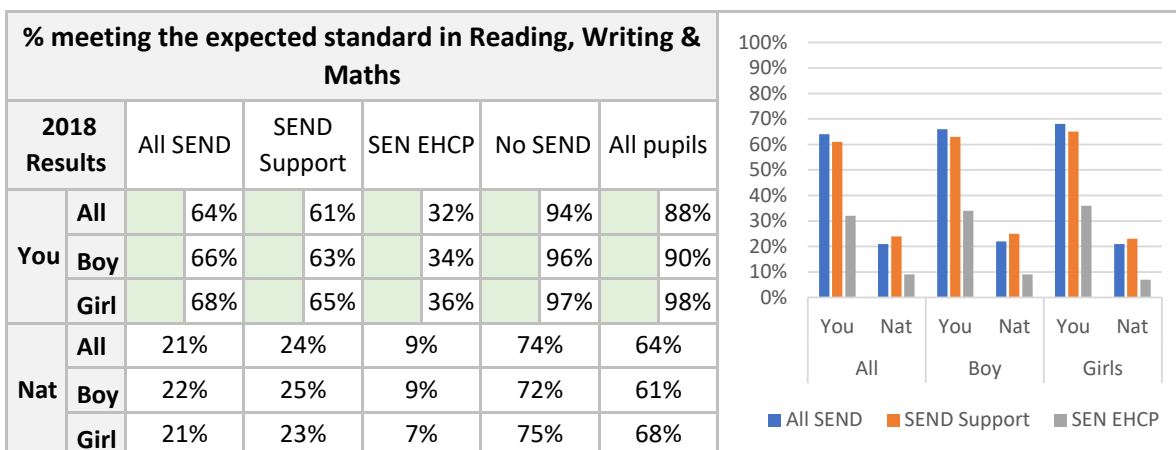 % meeting the expected standard in Reading, Writing &
Maths
2018
Results
All SEND
SEND
Support
SEN EHCP
No SEND
All pupils
You
All 64% 61% 32% 94% 88%
Boy 66% 63% 34% 96% 90%
Girl 68% 65% 36% 97% 98%
Nat
All 21% 24% 9% 74% 64%
Boy 22% 25% 9% 72% 61%
Girl 21% 23% 7% 75% 68%
100%
90%
80%
70%
60%
50%
40%
30%
20%
10%
0%
You Nat You Nat You Nat
All Boy Girls
All SEND SEND Support SEN EHCP